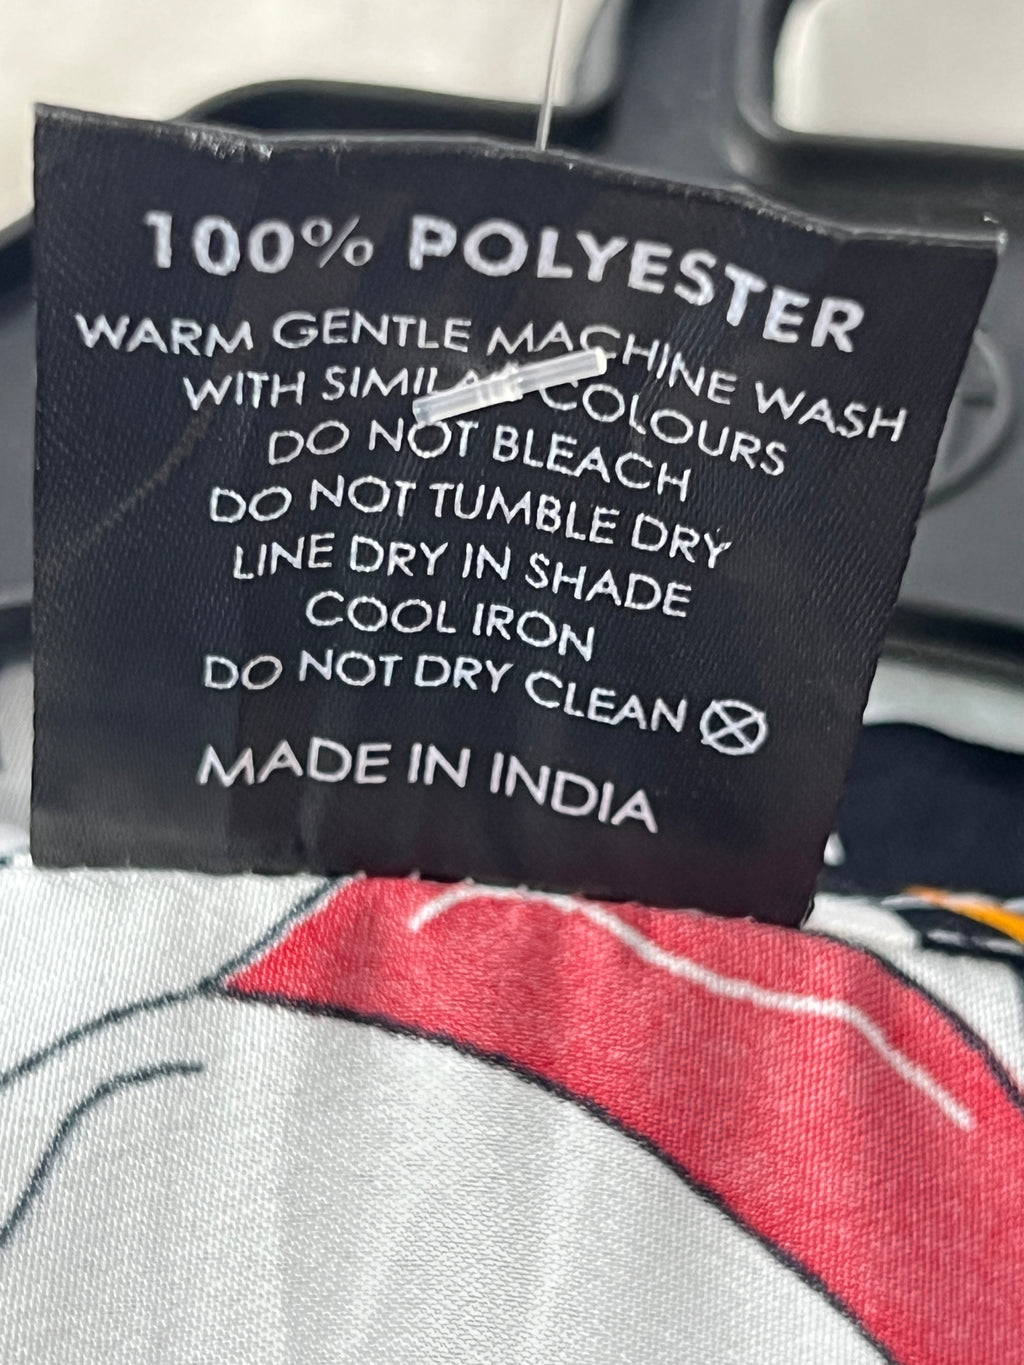 100% POLYESTER
WARM GENTLE MACHINE WASH
WITH SIMILAR COLOURS
DO NOT BLEACH
DO NOT TUMBLE DRY
LINE DRY IN SHADE
COOL IRON
DO NOT DRY CLEAN
MADE IN INDIA